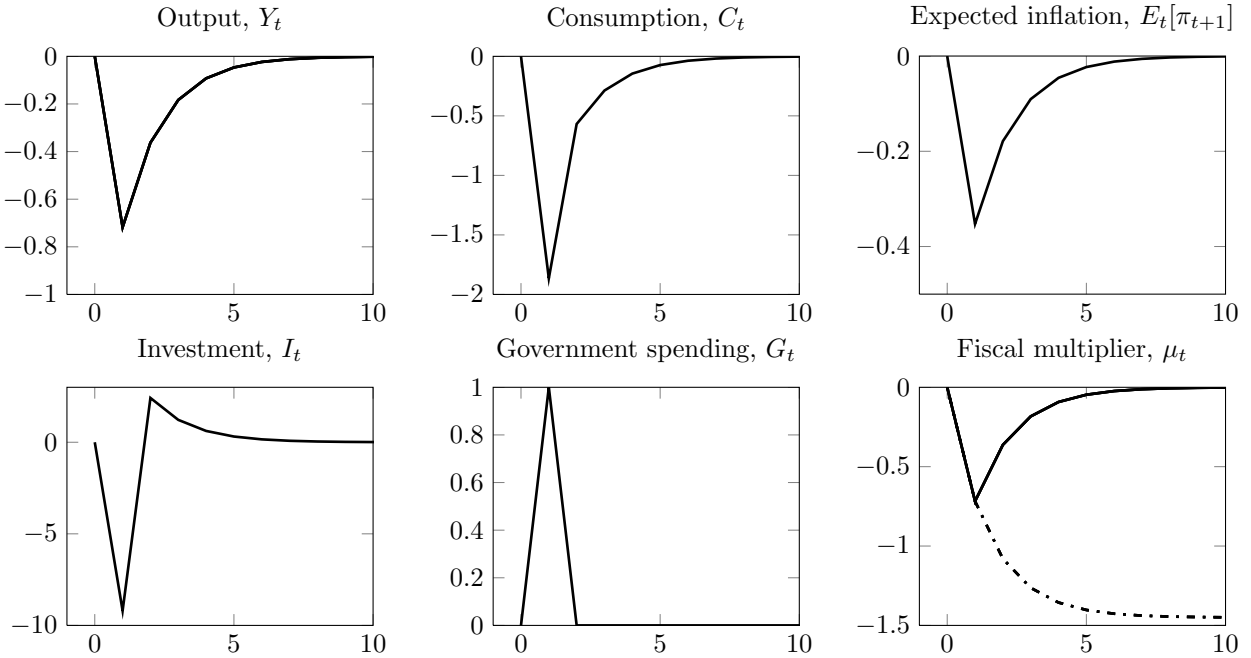 Output, Y_t
0
−0.2
−0.4
−0.6
−0.8
−1
0 5 10
Consumption, C_t
0
−0.5
−1
−1.5
−2
0 5 10
Expected inflation, E_t[π_{t+1}]
0
−0.2
−0.4
0 5 10
Investment, I_t
0
−5
−10
0 5 10
Government spending, G_t
1
0.8
0.6
0.4
0.2
0
0 5 10
Fiscal multiplier, μ_t
0
−0.5
−1
−1.5
0 5 10